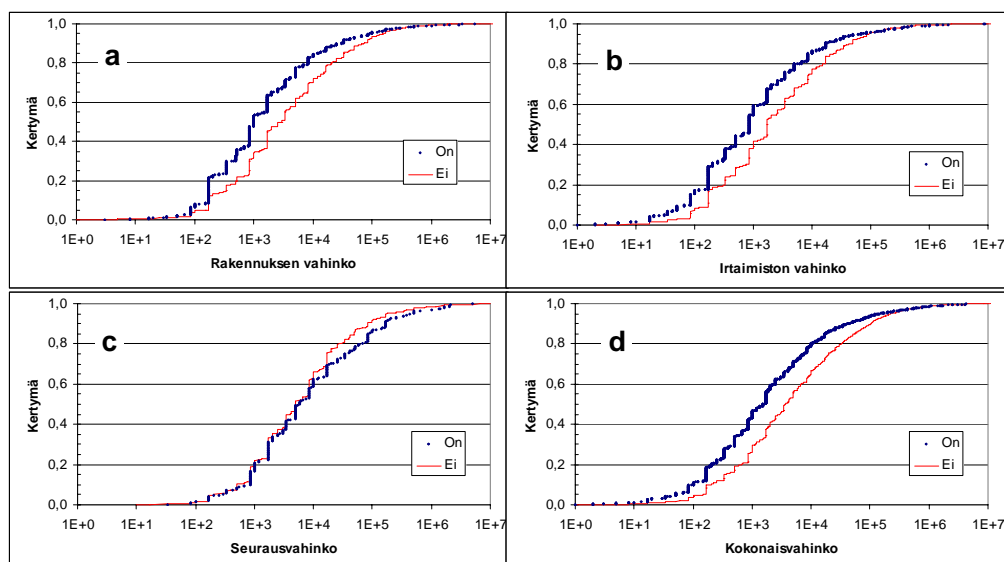 a
Kertymä
1,0
0,8
0,6
0,4
0,2
0,0
On
Ei
1E+0 1E+1 1E+2 1E+3 1E+4 1E+5 1E+6 1E+7
Rakennuksen vahinko
b
Kertymä
1,0
0,8
0,6
0,4
0,2
0,0
On
Ei
1E+0 1E+1 1E+2 1E+3 1E+4 1E+5 1E+6 1E+7
Irtaimiston vahinko
c
Kertymä
1,0
0,8
0,6
0,4
0,2
0,0
On
Ei
1E+0 1E+1 1E+2 1E+3 1E+4 1E+5 1E+6 1E+7
Seurausvahinko
d
Kertymä
1,0
0,8
0,6
0,4
0,2
0,0
On
Ei
1E+0 1E+1 1E+2 1E+3 1E+4 1E+5 1E+6 1E+7
Kokonaisvahinko